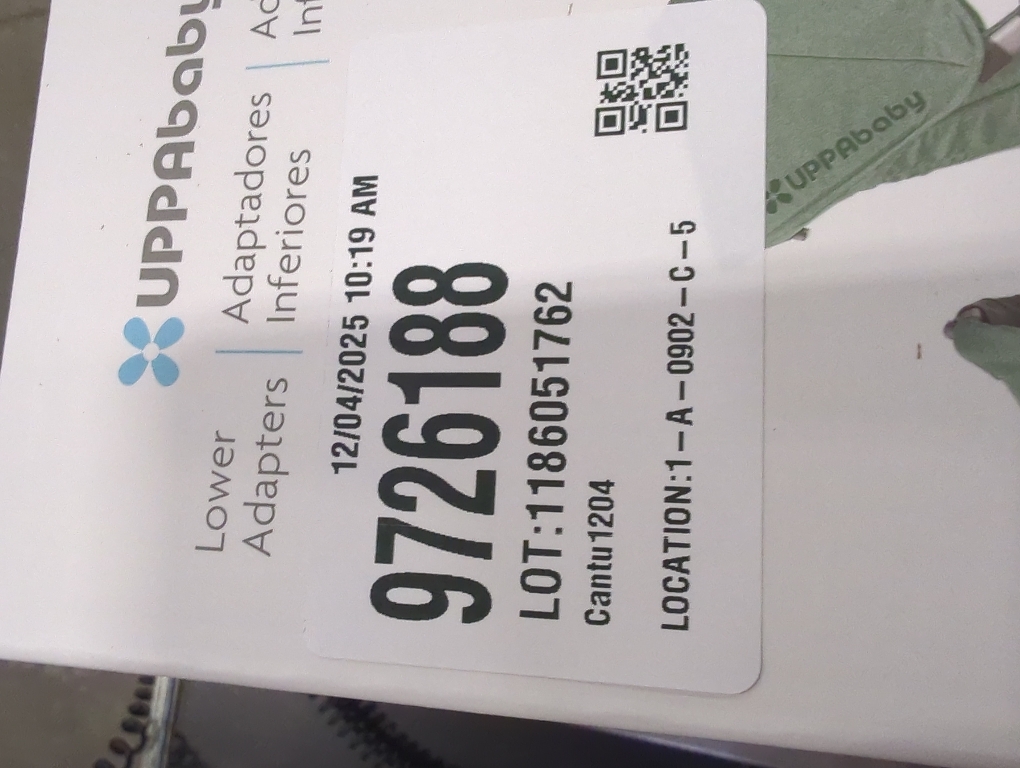 UPPAbaby
Lower
Adapters
Adaptadores
Inferiores
12/04/2025 10:19 AM
9726188
LOT:1186051762
Cantu1204
LOCATION:1-A-0902-C-5
UPPAbaby